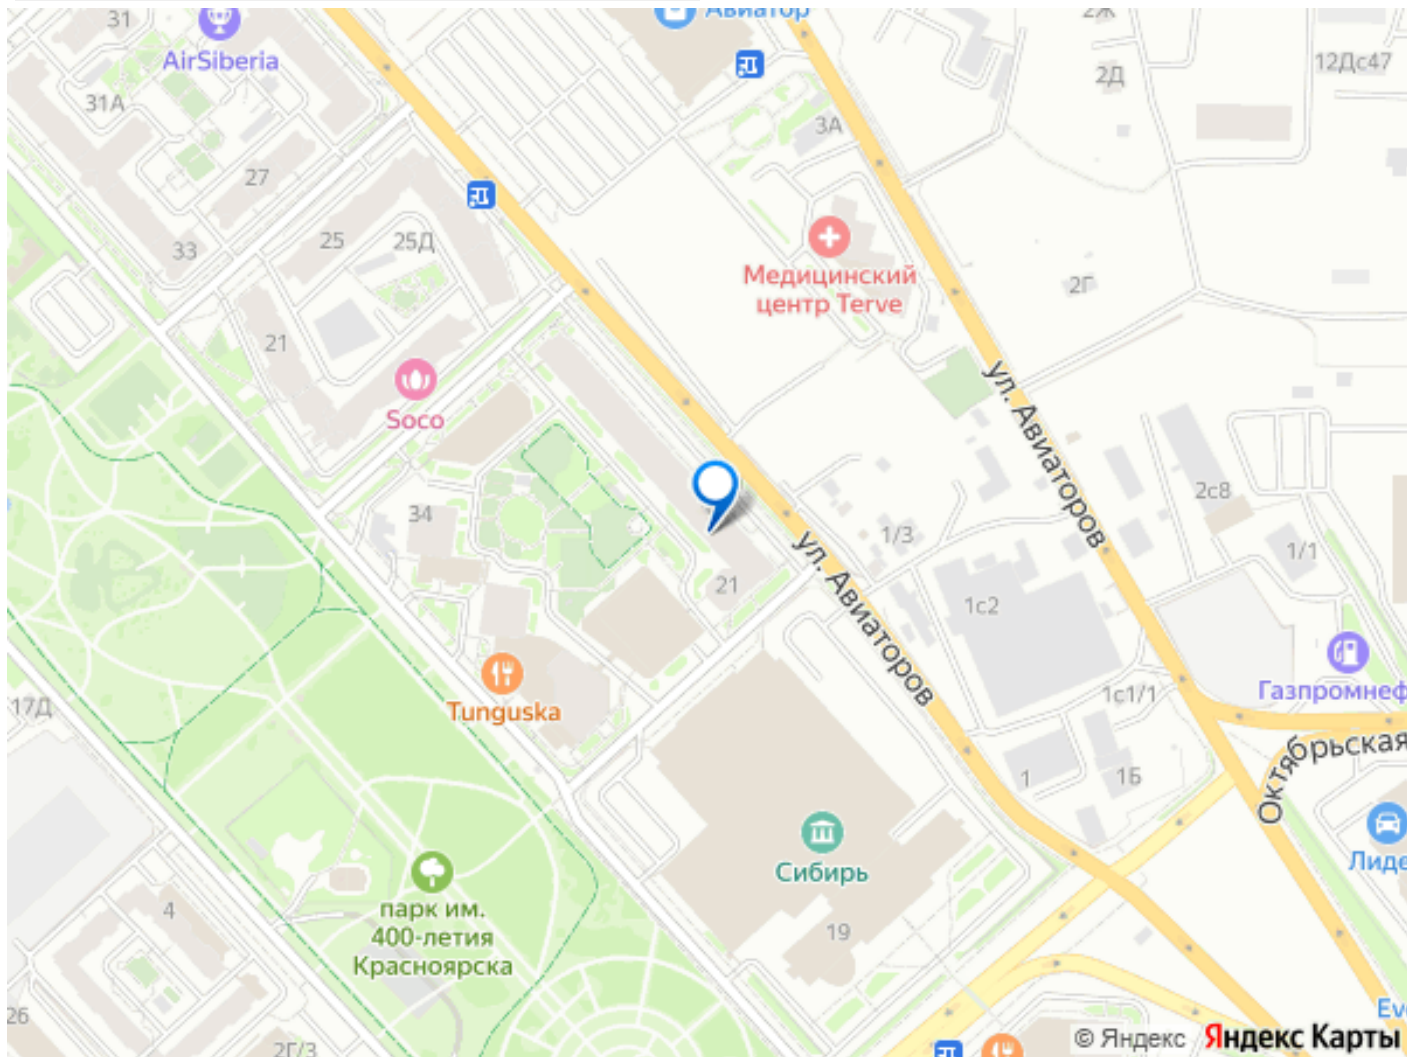 31
Авиатор
2Ж
AirSiberia
2Д
12Дс47
31А
3А
27
33
25
25Д
Медицинский
центр Terve
2Г
21
Soco
ул. Авиаторов
2с8
34
1/3
1/1
21
1с2
ул. Авиаторов
Tunguska
17Д
1с1/1
Газпромнеф
Октябрьская
1
1Б
Сибирь
Лиде
парк им.
400-летия
Красноярска
4
19
26
2Г/3
Ev
© Яндекс Яндекс Карты